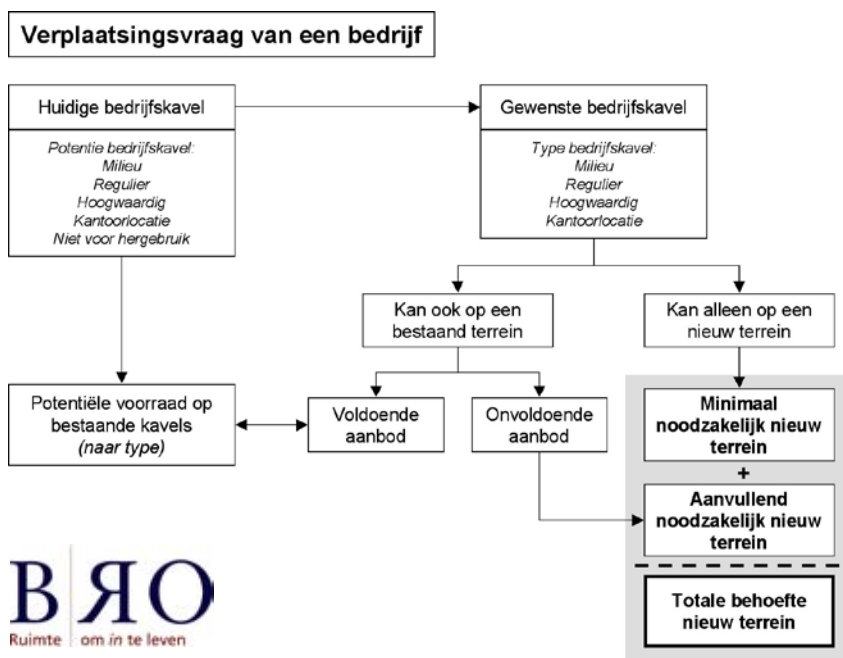 Verplaatsingsvraag van een bedrijf
Huidige bedrijfskavel
Potentie bedrijfskavel:
Milieu
Regulier
Hoogwaardig
Kantoorlocatie
Niet voor hergebruik
Gewenste bedrijfskavel
Type bedrijfskavel:
Milieu
Regulier
Hoogwaardig
Kantoorlocatie
Kan ook op een
bestaand terrein
Kan alleen op een
nieuw terrein
Potentiële voorraad op
bestaande kavels
(naar type)
Voldoende
aanbod
Onvoldoende
aanbod
Minimaal
noodzakelijk nieuw
terrein
+
Aanvullend
noodzakelijk nieuw
terrein
Totale behoefte
nieuw terrein
BRO
Ruimte om in te leven